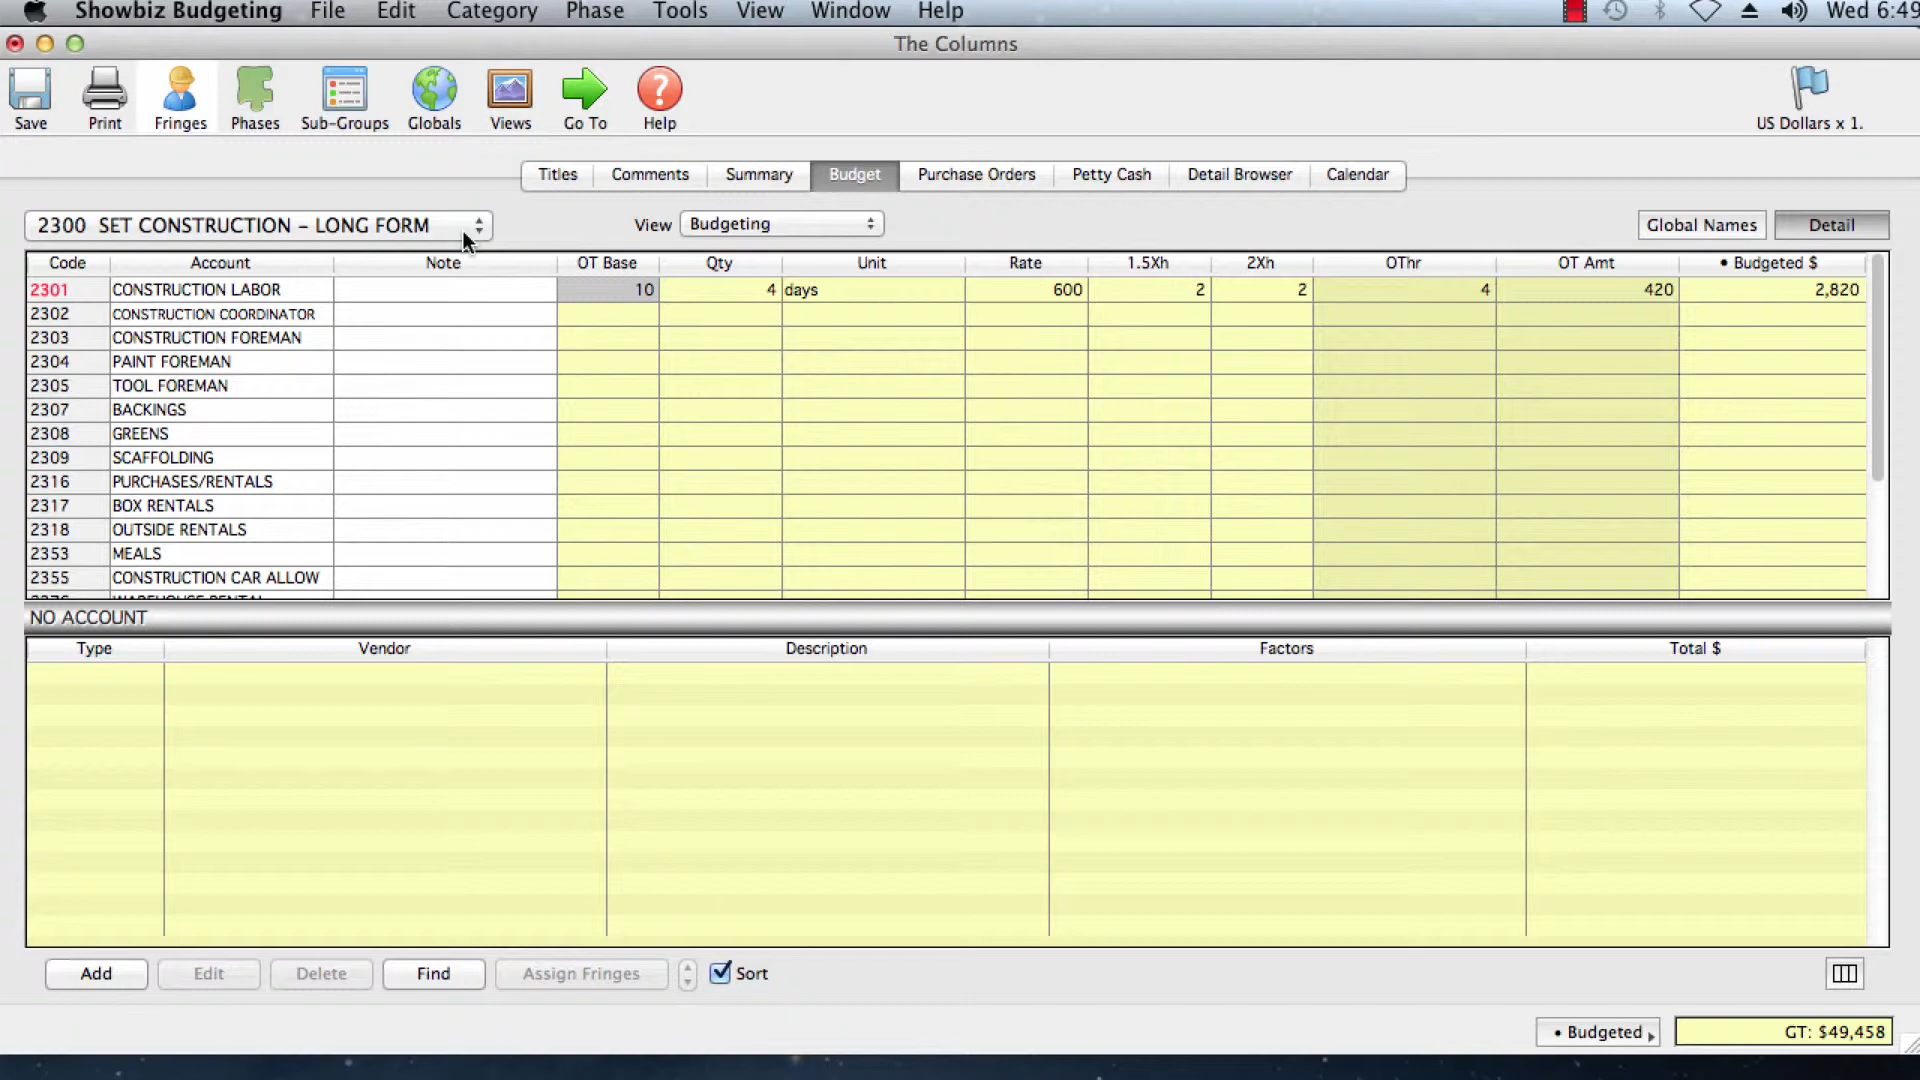 Showbiz Budgeting File Edit Category Phase Tools View Window Help Wed 6:49
The Columns
Save Print Fringes Phases Sub-Groups Globals Views Go To Help US Dollars x 1.
Titles Comments Summary Budget Purchase Orders Petty Cash Detail Browser Calendar
2300 SET CONSTRUCTION – LONG FORM View Budgeting Global Names Detail
Code Account Note OT Base Qty Unit Rate 1.5Xh 2Xh OThr OT Amt • Budgeted $
2301 CONSTRUCTION LABOR 10 4 days 600 2 2 4 420 2,820
2302 CONSTRUCTION COORDINATOR
2303 CONSTRUCTION FOREMAN
2304 PAINT FOREMAN
2305 TOOL FOREMAN
2307 BACKINGS
2308 GREENS
2309 SCAFFOLDING
2316 PURCHASES/RENTALS
2317 BOX RENTALS
2318 OUTSIDE RENTALS
2353 MEALS
2355 CONSTRUCTION CAR ALLOW
NO ACCOUNT
Type Vendor Description Factors Total $
Add Edit Delete Find Assign Fringes Sort
• Budgeted GT: $49,458